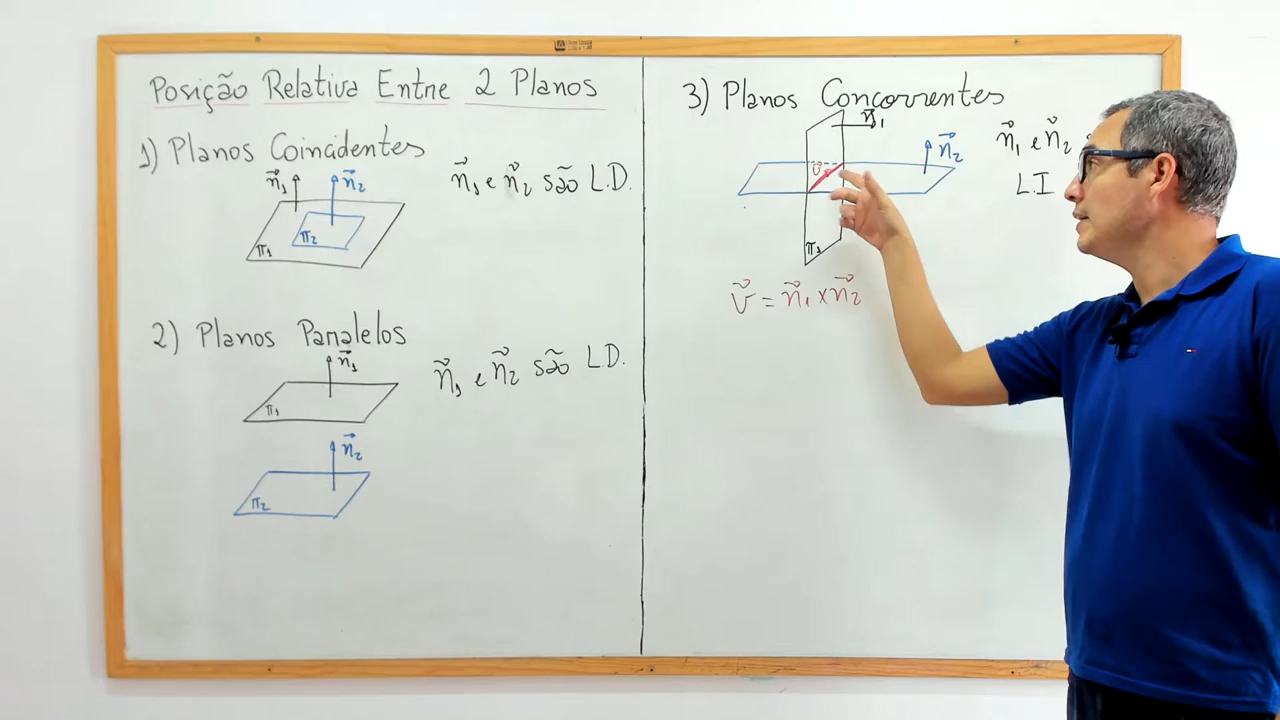 Posição Relativa Entre 2 Planos
1) Planos Coincidentes
n⃗₁ n⃗₂
n⃗₁ e n⃗₂ são L.D.
π₂
π₁
2) Planos Paralelos
n⃗₁
n⃗₁ e n⃗₂ são L.D.
π₁
n⃗₂
π₂
3) Planos Concorrentes
n⃗₁
n⃗₁ e n⃗₂
n⃗₂
v⃗
L I
π₁
v⃗ = n⃗₁ x n⃗₂